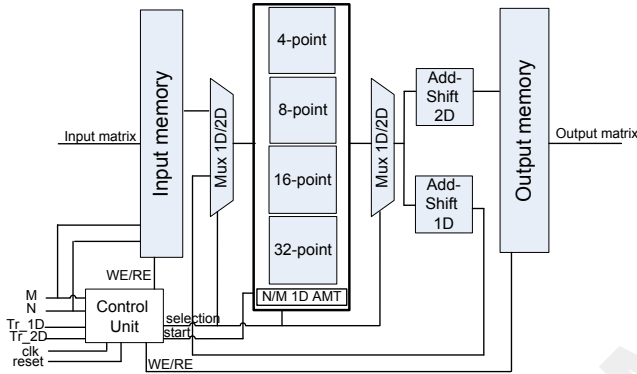 Input matrix
Input memory
Mux 1D/2D
4-point
8-point
16-point
32-point
N/M 1D AMT
Mux 1D/2D
Add-
Shift
2D
Add-
Shift
1D
Output memory
Output matrix
WE/RE
M
N
Tr_1D
Tr_2D
clk
reset
Control
Unit
selection
start
WE/RE